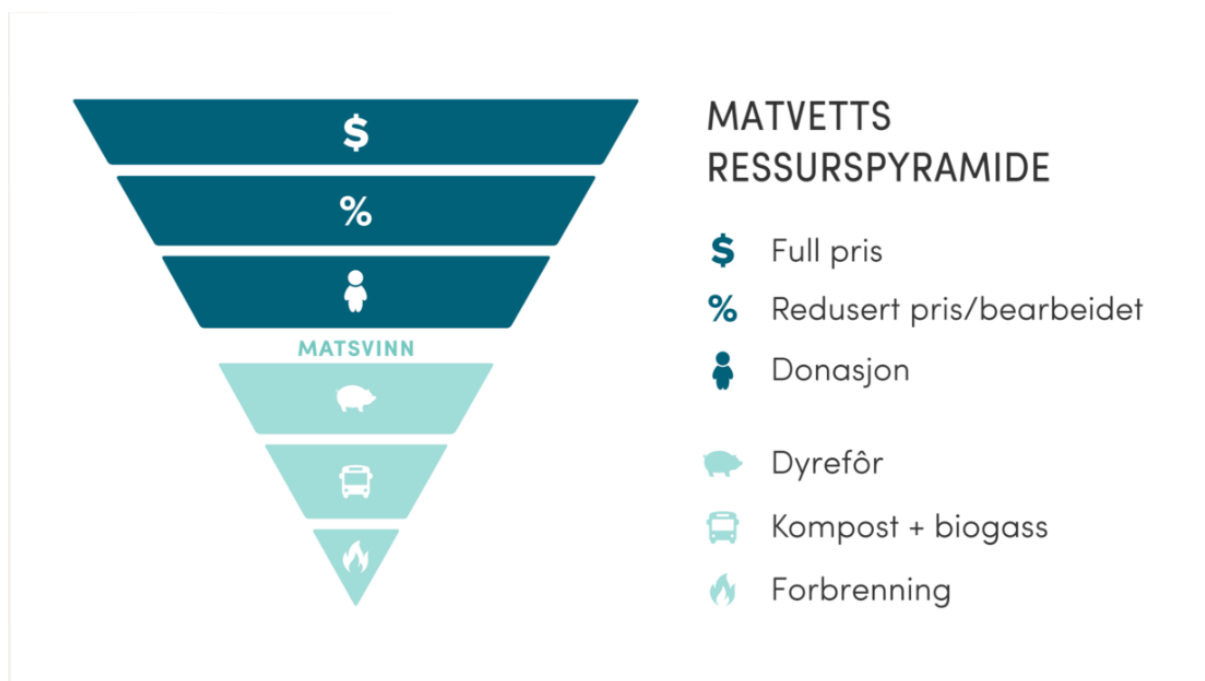 $
%
MATSVINN
MATVETTS
RESSURSPYRAMIDE
$ Full pris
% Redusert pris/bearbeidet
Donasjon
Dyrefôr
Kompost + biogass
Forbrenning